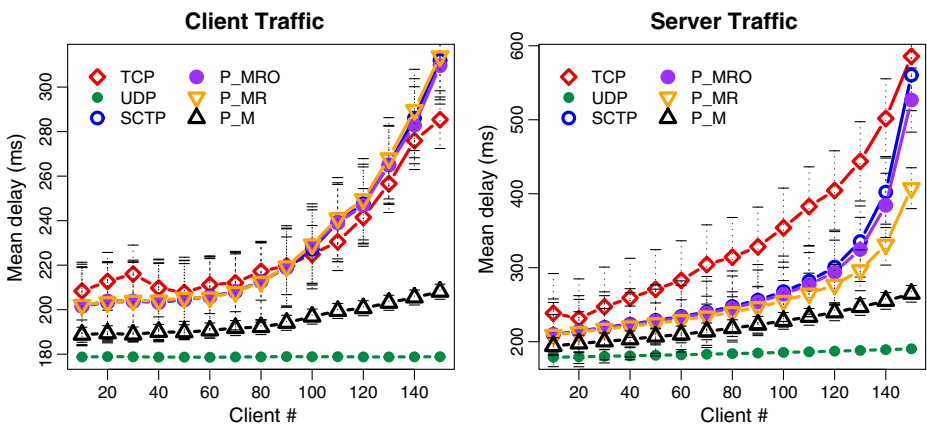 Client Traffic
Mean delay (ms)
300
280
260
240
220
200
180
TCP
UDP
SCTP
P_MRO
P_MR
P_M
20 40 60 80 100 120 140
Client #
Server Traffic
Mean delay (ms)
600
500
400
300
200
TCP
UDP
SCTP
P_MRO
P_MR
P_M
20 40 60 80 100 120 140
Client #